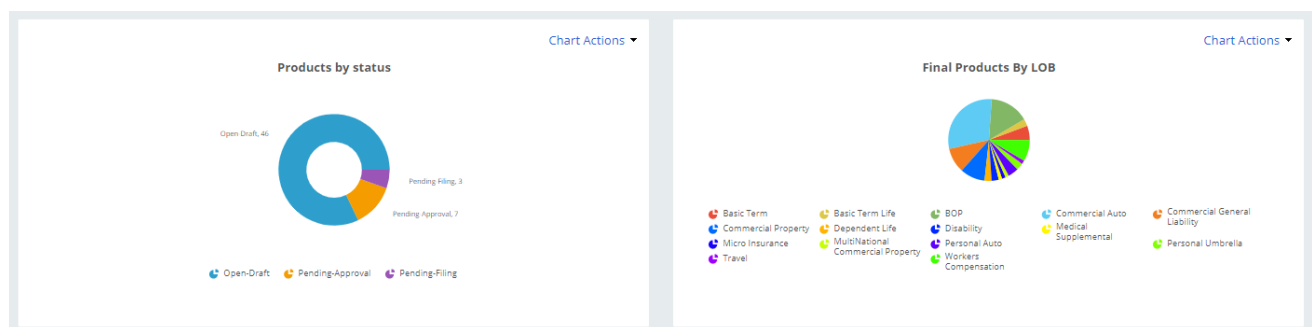 Chart Actions
Products by status
Open Draft, 46
Pending Filing, 3
Pending Approval, 7
Open-Draft Pending-Approval Pending-Filing
Chart Actions
Final Products By LOB
Basic Term Basic Term Life BOP Commercial Auto Commercial General
Liability
Commercial Property Dependent Life Disability Medical
Supplemental
Micro Insurance MultiNational
Commercial Property Personal Auto Personal Umbrella
Travel Workers
Compensation